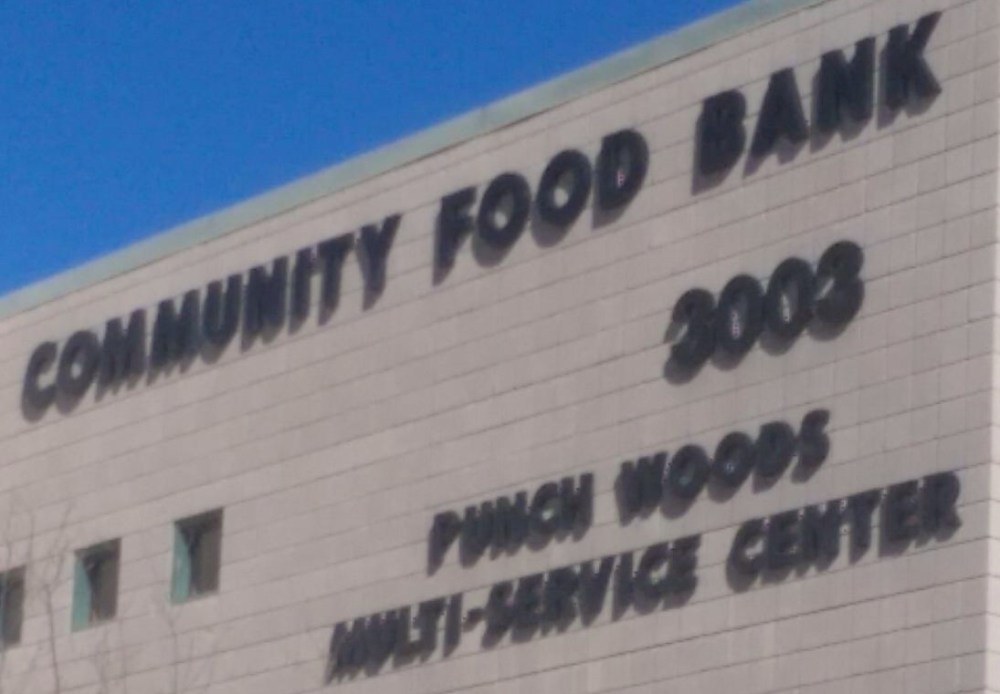 COMMUNITY FOOD BANK
3003
PUNCH WOODS
MULTI-SERVICE CENTER